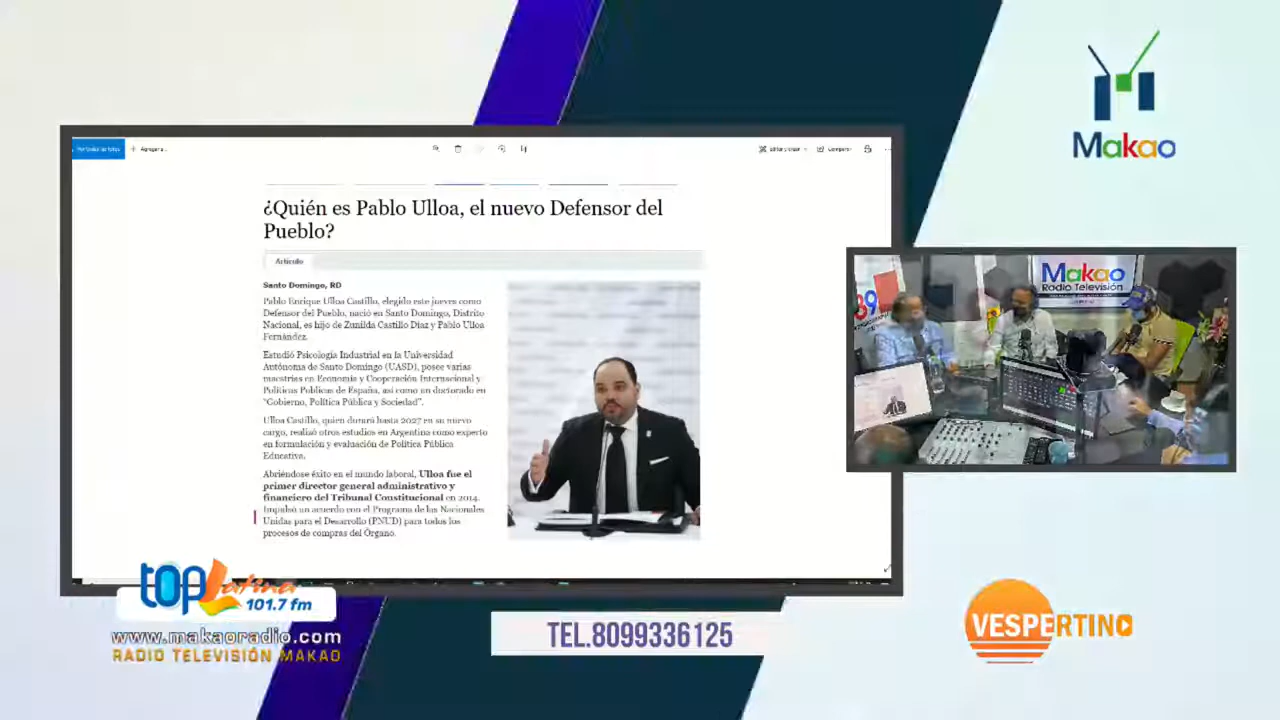 Makao
Ver todas las fotos
Agregar a
Editar y crear
Compartir
¿Quién es Pablo Ulloa, el nuevo Defensor del
Pueblo?
Artículo
Santo Domingo, RD
Pablo Enrique Ulloa Castillo, elegido este jueves como
Defensor del Pueblo, nació en Santo Domingo, Distrito
Nacional, es hijo de Zunilda Castillo Díaz y Pablo Ulloa
Fernández.
Estudió Psicología Industrial en la Universidad
Autónoma de Santo Domingo (UASD), posee varias
maestrías en Economía y Cooperación Internacional y
Políticas Públicas de España, así como un doctorado en
"Gobierno, Política Pública y Sociedad".
Ulloa Castillo, quien durará hasta 2027 en su nuevo
cargo, realizó otros estudios en Argentina como experto
en formulación y evaluación de Política Pública
Educativa.
Abriéndose éxito en el mundo laboral, Ulloa fue el
primer director general administrativo y
financiero del Tribunal Constitucional en 2014.
Impulsó un acuerdo con el Programa de las Naciones
Unidas para el Desarrollo (PNUD) para todos los
procesos de compras del Órgano.
Makao
Radio Televisión
top Latina
101.7 fm
www.makaoradio.com
RADIO TELEVISIÓN MAKAO
TEL.8099336125
VESPERTINO